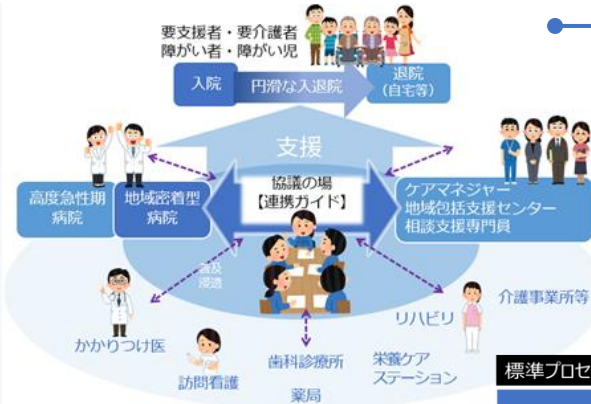 要支援者・要介護者
障がい者・障がい児
入院
円滑な入退院
退院
（自宅等）
支援
高度急性期
病院
地域密着型
病院
協議の場
【連携ガイド】
ケアマネジャー
地域包括支援センター
相談支援専門員
普及
浸透
かかりつけ医
訪問看護
歯科診療所
薬局
栄養ケア
ステーション
リハビリ
介護事業所等
標準プロセ